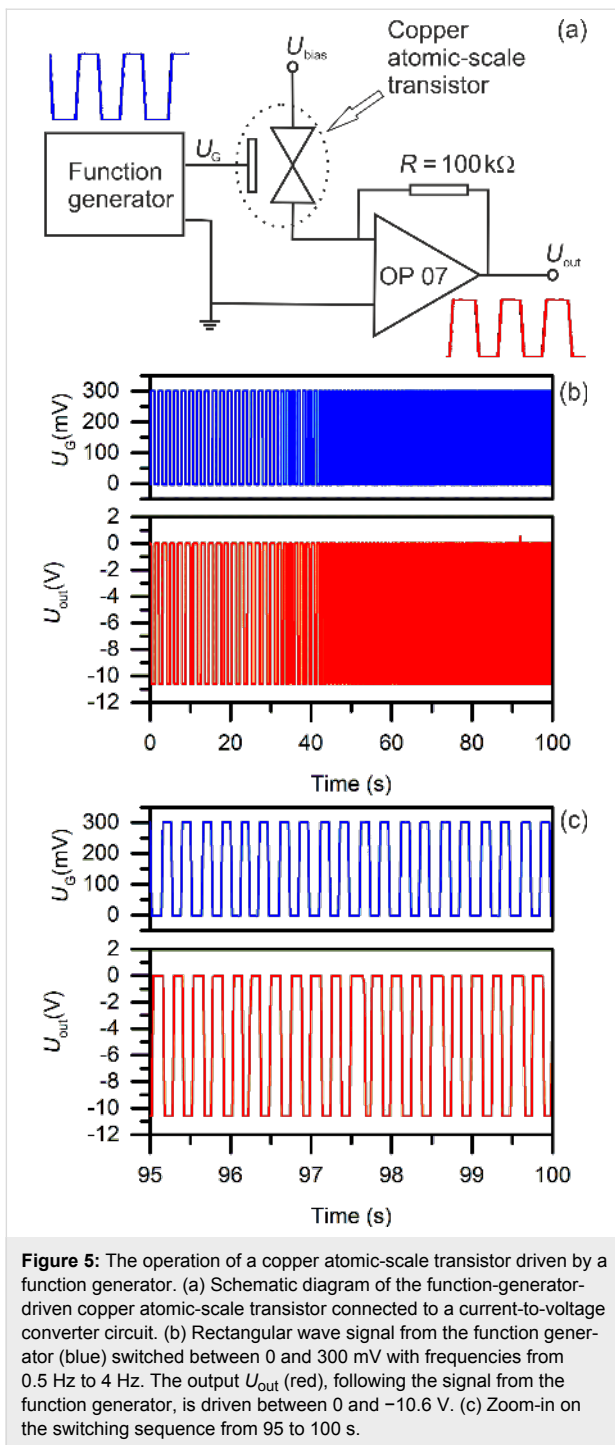 Copper
atomic-scale
transistor
(a)
U_bias
U_G
Function
generator
R = 100 kΩ
OP 07
U_out
(b)
U_G(mV)
300
200
100
0
U_out(V)
2
0
-2
-4
-6
-8
-10
-12
0 20 40 60 80 100
Time (s)
(c)
U_G(mV)
300
200
100
0
U_out(V)
2
0
-2
-4
-6
-8
-10
-12
95 96 97 98 99 100
Time (s)
Figure 5: The operation of a copper atomic-scale transistor driven by a
function generator. (a) Schematic diagram of the function-generator-
driven copper atomic-scale transistor connected to a current-to-voltage
converter circuit. (b) Rectangular wave signal from the function gener-
ator (blue) switched between 0 and 300 mV with frequencies from
0.5 Hz to 4 Hz. The output U_out (red), following the signal from the
function generator, is driven between 0 and −10.6 V. (c) Zoom-in on
the switching sequence from 95 to 100 s.